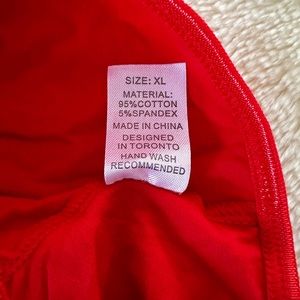 SIZE: XL
MATERIAL:
95%COTTON
5%SPANDEX
MADE IN CHINA
DESIGNED
IN TORONTO
HAND WASH
RECOMMENDED